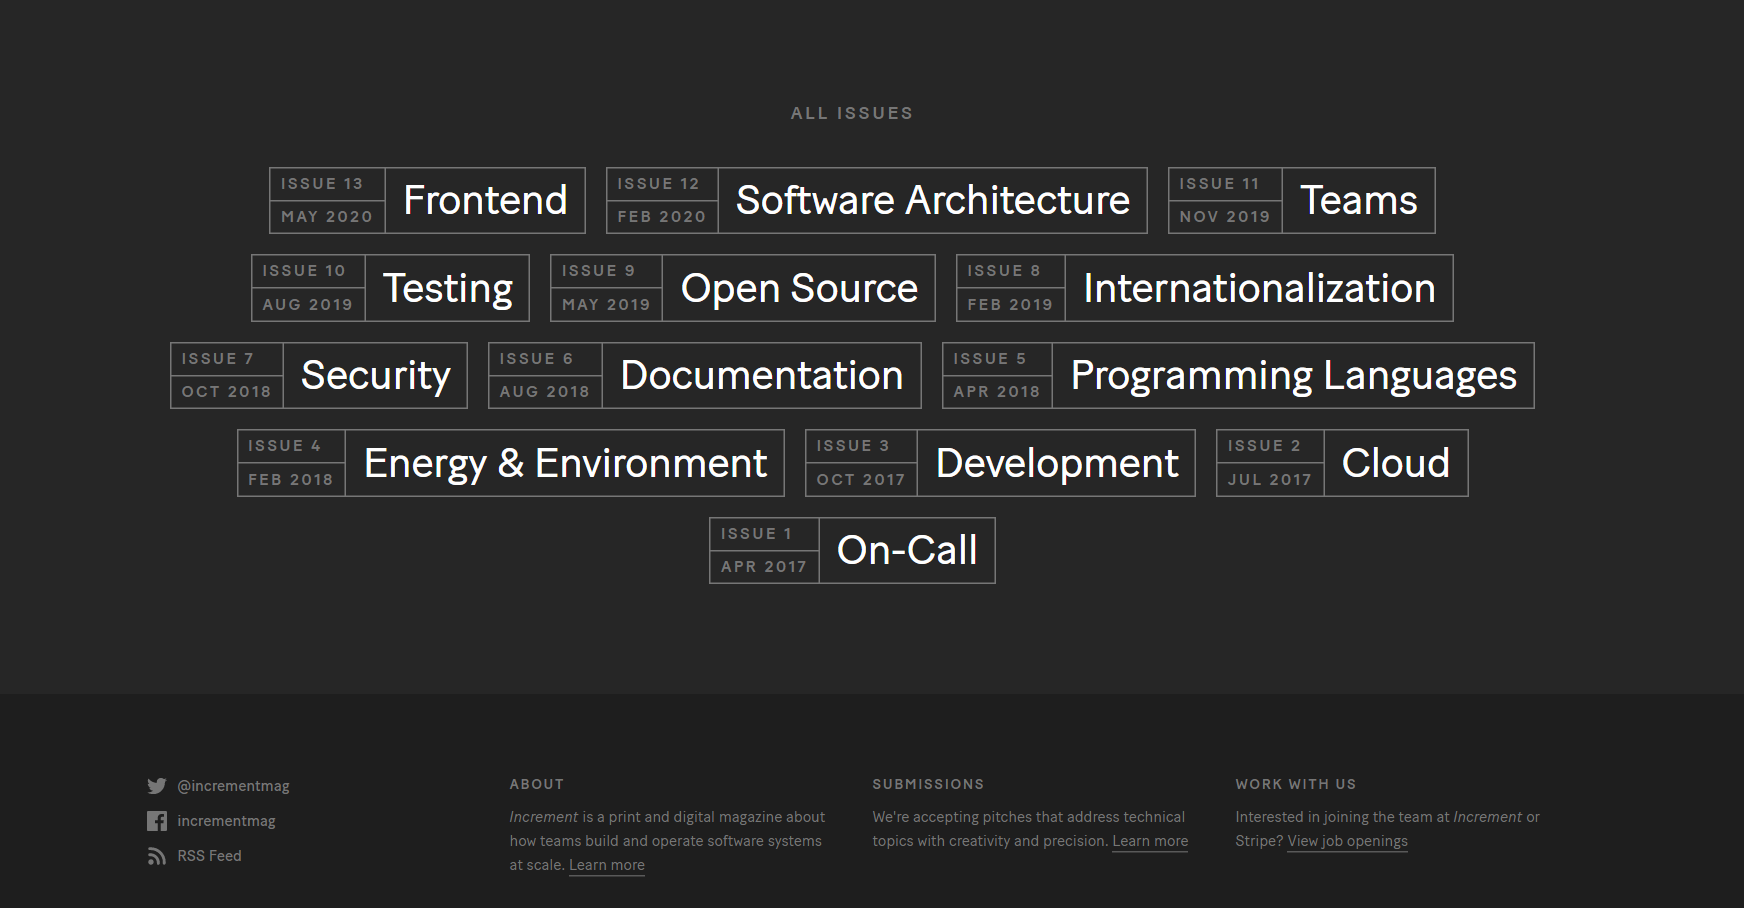 ALL ISSUES
ISSUE 13
MAY 2020
Frontend
ISSUE 12
FEB 2020
Software Architecture
ISSUE 11
NOV 2019
Teams
ISSUE 10
AUG 2019
Testing
ISSUE 9
MAY 2019
Open Source
ISSUE 8
FEB 2019
Internationalization
ISSUE 7
OCT 2018
Security
ISSUE 6
AUG 2018
Documentation
ISSUE 5
APR 2018
Programming Languages
ISSUE 4
FEB 2018
Energy & Environment
ISSUE 3
OCT 2017
Development
ISSUE 2
JUL 2017
Cloud
ISSUE 1
APR 2017
On-Call
@incrementmag
incrementmag
RSS Feed
ABOUT
Increment is a print and digital magazine about
how teams build and operate software systems
at scale. Learn more
SUBMISSIONS
We're accepting pitches that address technical
topics with creativity and precision. Learn more
WORK WITH US
Interested in joining the team at Increment or
Stripe? View job openings